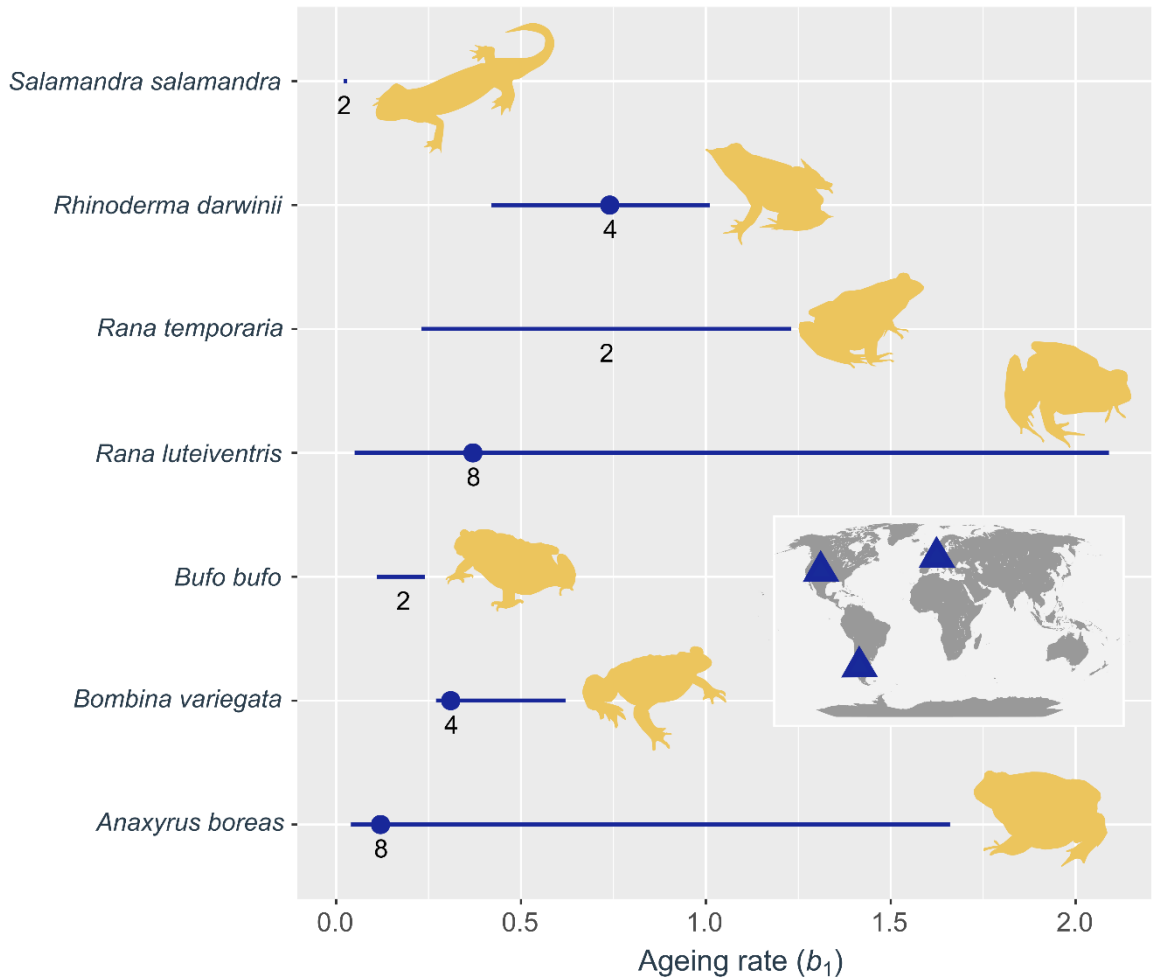 Salamandra salamandra
2
Rhinoderma darwinii
4
Rana temporaria
2
Rana luteiventris
8
Bufo bufo
2
Bombina variegata
4
Anaxyrus boreas
8
0.0 0.5 1.0 1.5 2.0
Ageing rate (b₁)